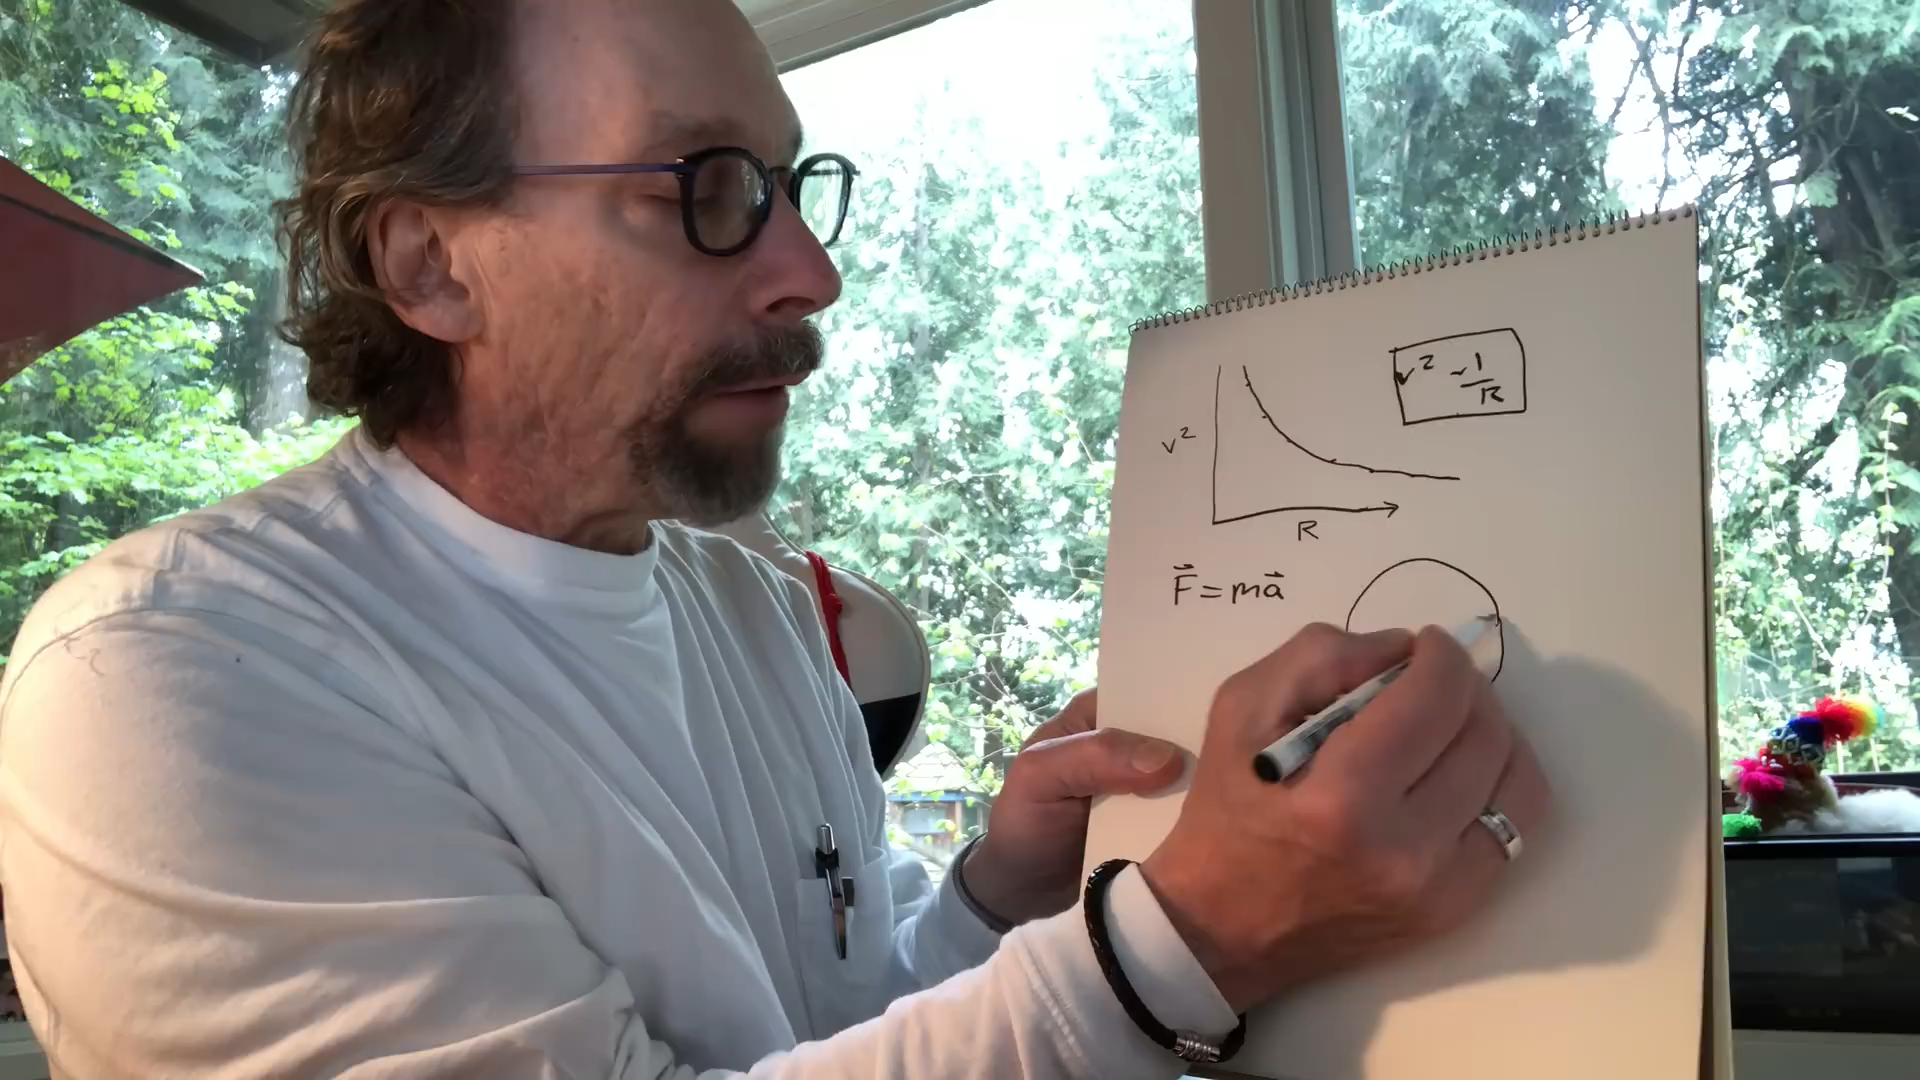 v² ~ 1/R
v²
R
F⃗ = ma⃗